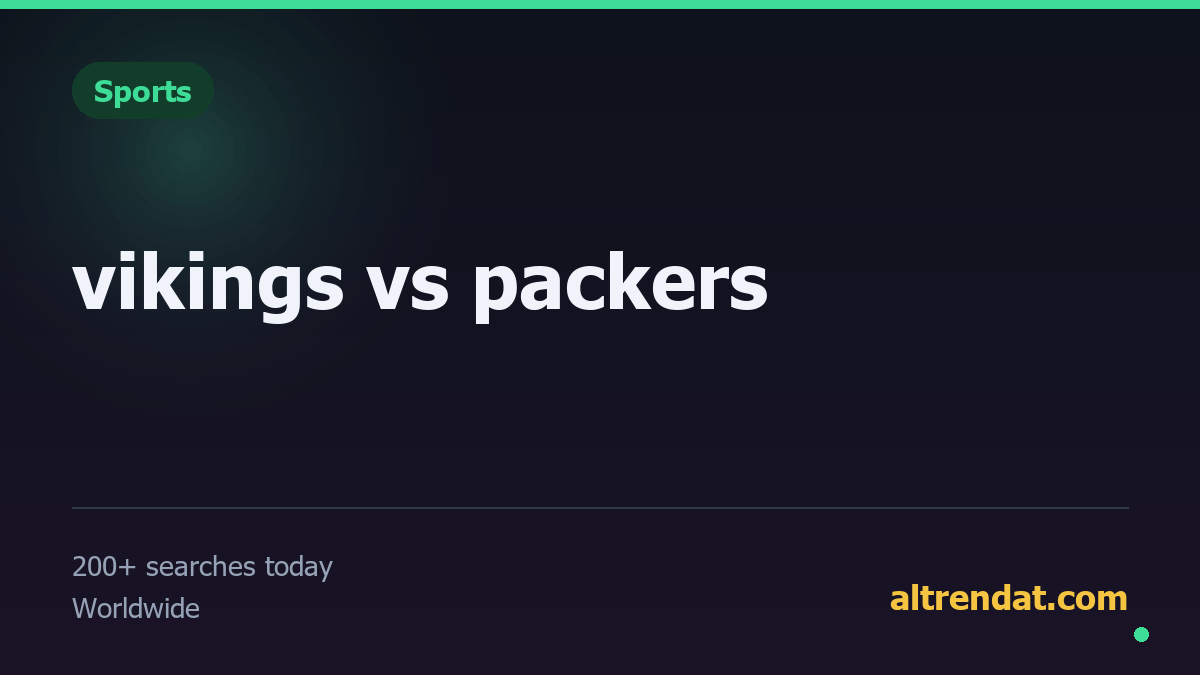 Sports
vikings vs packers
200+ searches today
Worldwide
altrendat.com